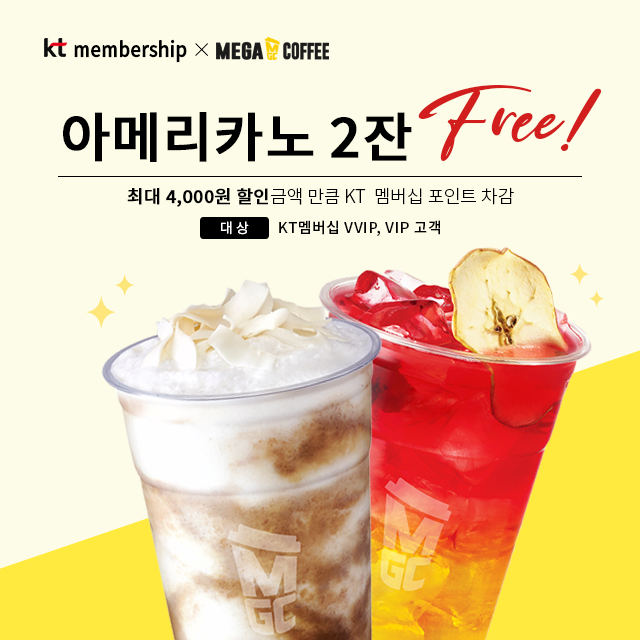 kt membership × MEGA MGC COFFEE
아메리카노 2잔 Free!
최대 4,000원 할인금액 만큼 KT 멤버십 포인트 차감
대상 KT멤버십 VVIP, VIP 고객
M
GC
M
GC